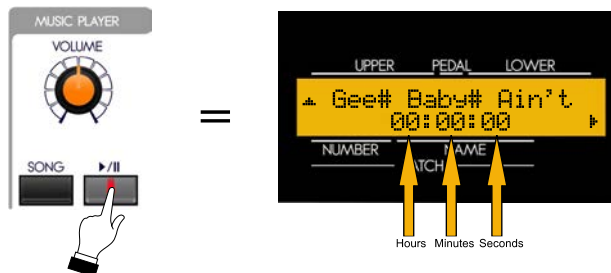 MUSIC PLAYER
VOLUME
SONG ▶/II
=
UPPER PEDAL LOWER
Gee# Baby# Ain't
00:00:00
NUMBER NAME
ATCH
Hours Minutes Seconds